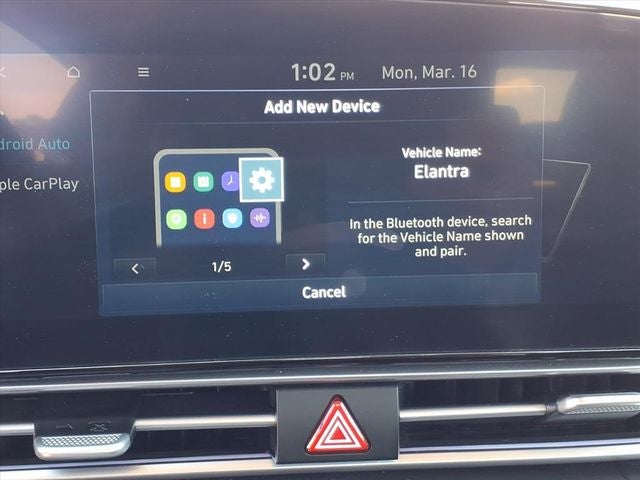 1:02 PM Mon, Mar. 16
Add New Device
droid Auto
ple CarPlay
Vehicle Name:
Elantra
In the Bluetooth device, search
for the Vehicle Name shown
and pair.
1/5
Cancel